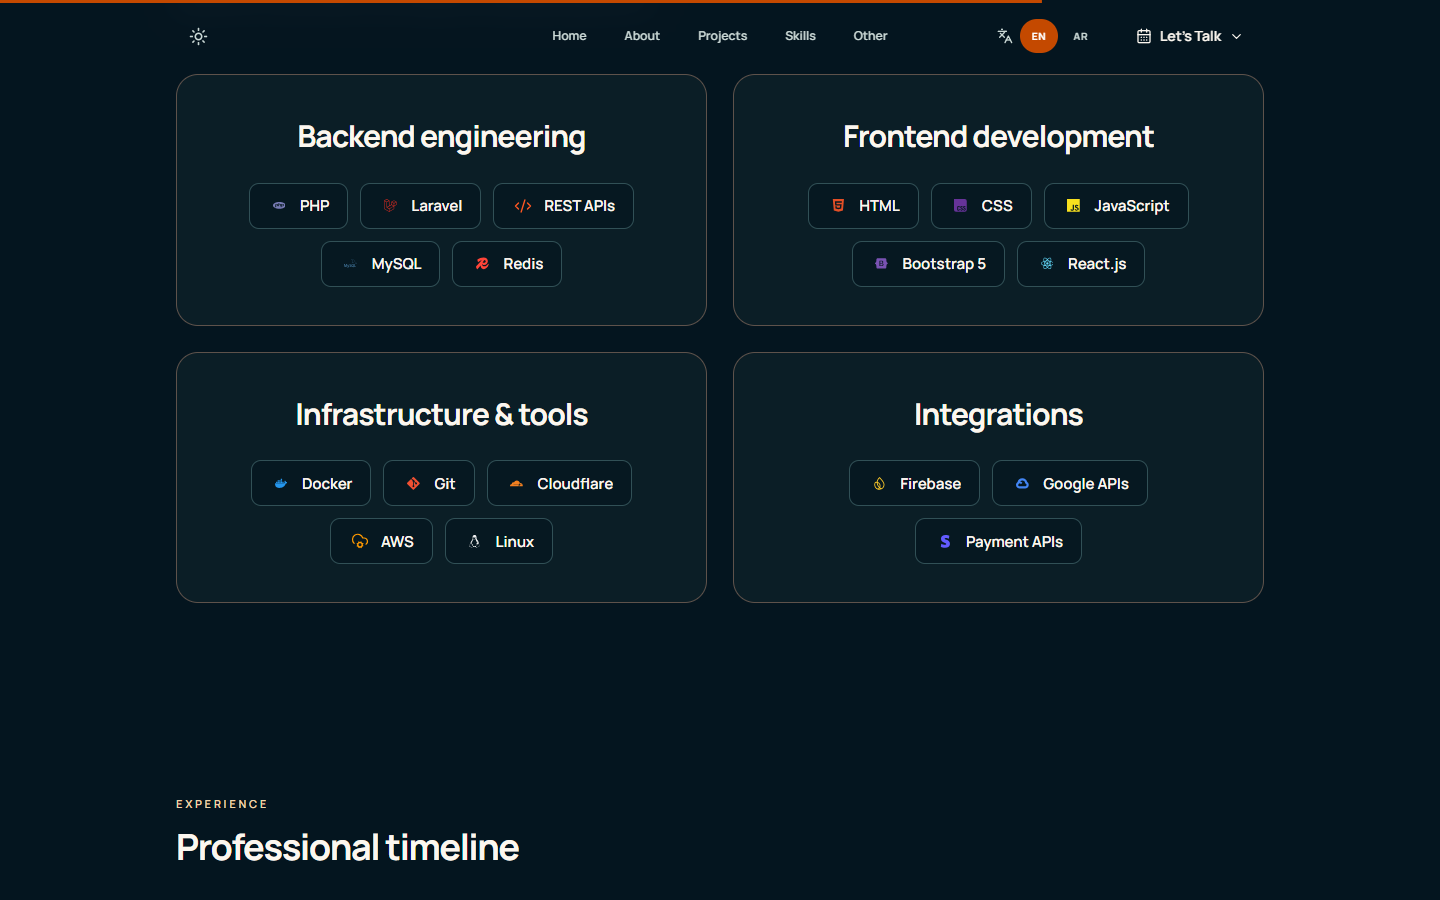 Home About Projects Skills Other EN AR Let's Talk
Backend engineering
PHP Laravel REST APIs
MySQL Redis
Frontend development
HTML CSS JavaScript
Bootstrap 5 React.js
Infrastructure & tools
Docker Git Cloudflare
AWS Linux
Integrations
Firebase Google APIs
Payment APIs
EXPERIENCE
Professional timeline